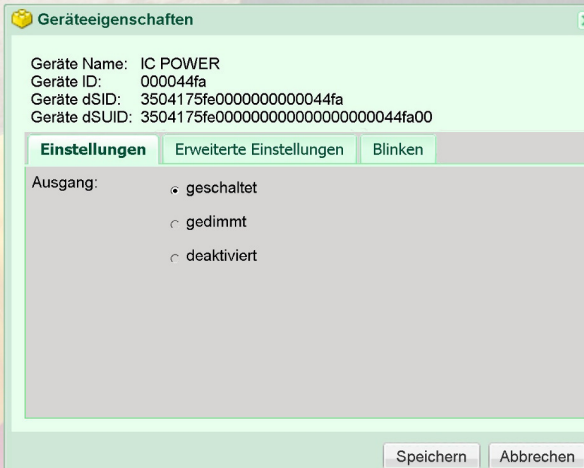 Geräteeigenschaften
Geräte Name: IC POWER
Geräte ID: 000044fa
Geräte dSID: 3504175fe0000000000044fa
Geräte dSUID: 3504175fe000000000000000000044fa00
Einstellungen Erweiterte Einstellungen Blinken
Ausgang: geschaltet
gedimmt
deaktiviert
Speichern Abbrechen